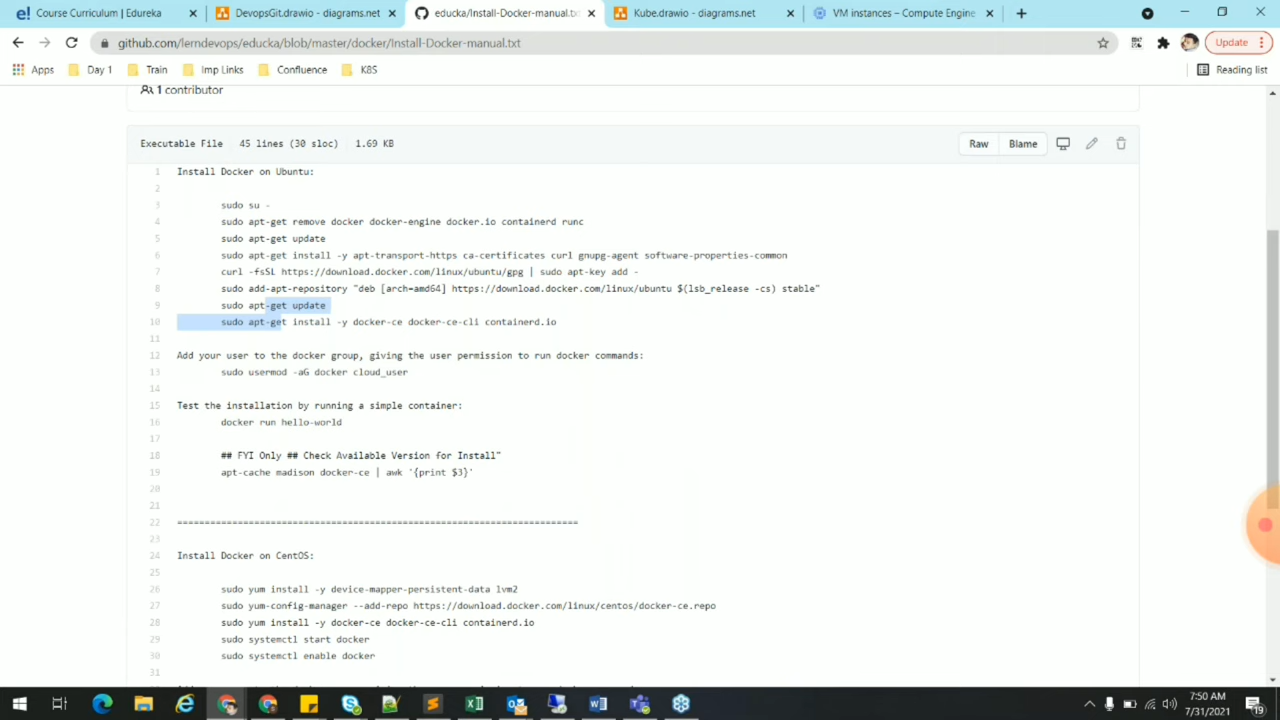 Course Curriculum | Edureka
DevopsGit.drawio - diagrams.net
educka/Install-Docker-manual.tx
Kube.drawio - diagrams.net
VM instances – Compute Engine
github.com/lerndevops/educka/blob/master/docker/Install-Docker-manual.txt
Update
Apps
Day 1
Train
Imp Links
Confluence
K8S
Reading list
1 contributor
Executable File 45 lines (30 sloc) 1.69 KB
Raw
Blame
1 Install Docker on Ubuntu:
2
3 sudo su -
4 sudo apt-get remove docker docker-engine docker.io containerd runc
5 sudo apt-get update
6 sudo apt-get install -y apt-transport-https ca-certificates curl gnupg-agent software-properties-common
7 curl -fsSL https://download.docker.com/linux/ubuntu/gpg | sudo apt-key add -
8 sudo add-apt-repository "deb [arch=amd64] https://download.docker.com/linux/ubuntu $(lsb_release -cs) stable"
9 sudo apt-get update
10 sudo apt-get install -y docker-ce docker-ce-cli containerd.io
11
12 Add your user to the docker group, giving the user permission to run docker commands:
13 sudo usermod -aG docker cloud_user
14
15 Test the installation by running a simple container:
16 docker run hello-world
17
18 ## FYI Only ## Check Available Version for Install"
19 apt-cache madison docker-ce | awk '{print $3}'
20
21
22 =========================================================================
23
24 Install Docker on CentOS:
25
26 sudo yum install -y device-mapper-persistent-data lvm2
27 sudo yum-config-manager --add-repo https://download.docker.com/linux/centos/docker-ce.repo
28 sudo yum install -y docker-ce docker-ce-cli containerd.io
29 sudo systemctl start docker
30 sudo systemctl enable docker
31
7:50 AM
7/31/2021
19